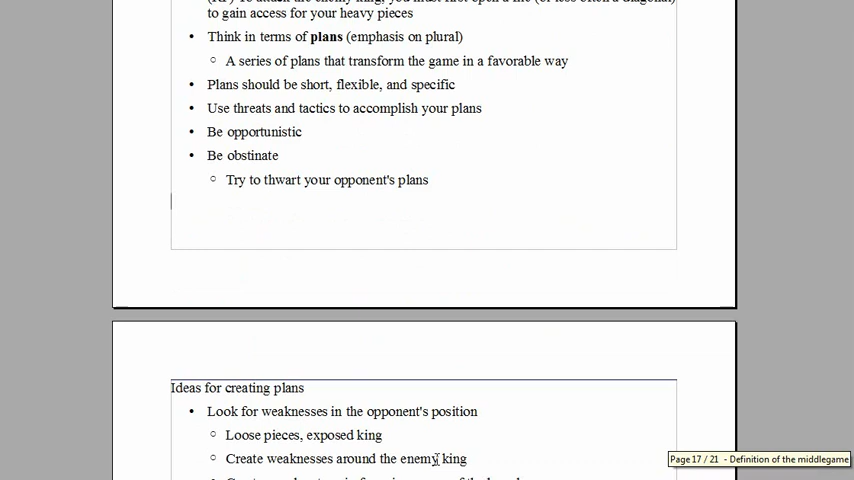 to gain access for your heavy pieces
• Think in terms of plans (emphasis on plural)
○ A series of plans that transform the game in a favorable way
• Plans should be short, flexible, and specific
• Use threats and tactics to accomplish your plans
• Be opportunistic
• Be obstinate
○ Try to thwart your opponent's plans
Ideas for creating plans
• Look for weaknesses in the opponent's position
○ Loose pieces, exposed king
○ Create weaknesses around the enemy king
Page 17 / 21 - Definition of the middlegame